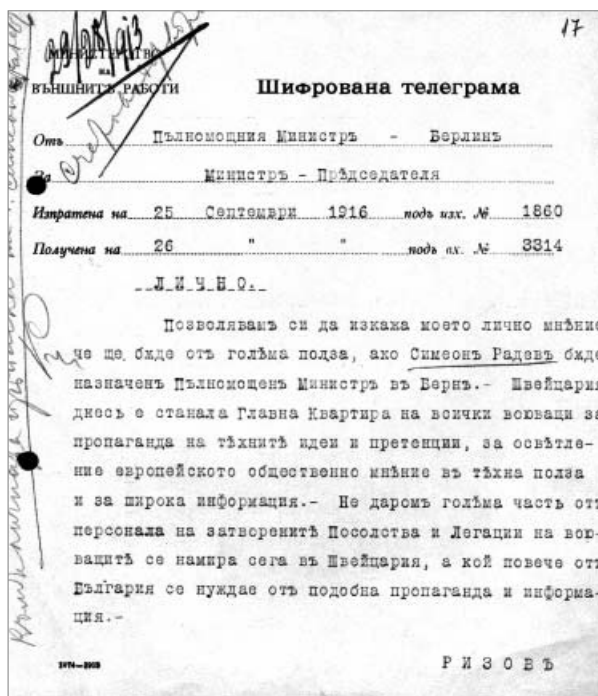 17
МИНИСТЕРСТВО
НА
ВЪНШНИТѢ РАБОТИ
Шифрована телеграма
Отъ Пълномощния Министръ - Берлинъ
За Министръ - Прѣдседателя
Изпратена на 25 Септември 1916 подъ изх. № 1860
Получена на 26 " " подъ вх. № 3314
ЛИЧНО.
Позволявамъ си да изкажа моето лично мнѣние
че ще бѫде отъ голѣма полза, ако Симеонъ Радевъ бѫде
назначенъ Пълномощенъ Министръ въ Бернъ.- Швейцария
днесь е станала Главна Квартира на всички воюващи за
пропаганда на тѣхнитѣ идеи и претенции, за освѣтле-
ние европейското общественно мнѣние въ тѣхна полза
и за широка информация.- Не даромъ голѣма часть отъ
персонала на затворенитѣ Посолства и Легации на вою-
ващитѣ се намира сега въ Швейцария, а кой повече отъ
България се нуждае отъ подобна пропаганда и информа-
ция.-
РИЗОВЪ